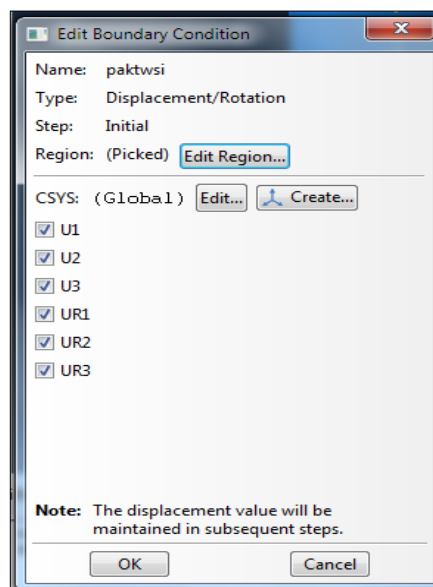 Edit Boundary Condition
Name: paktwsi
Type: Displacement/Rotation
Step: Initial
Region: (Picked) Edit Region...
CSYS: (Global) Edit... Create...
U1
U2
U3
UR1
UR2
UR3
Note: The displacement value will be
maintained in subsequent steps.
OK Cancel